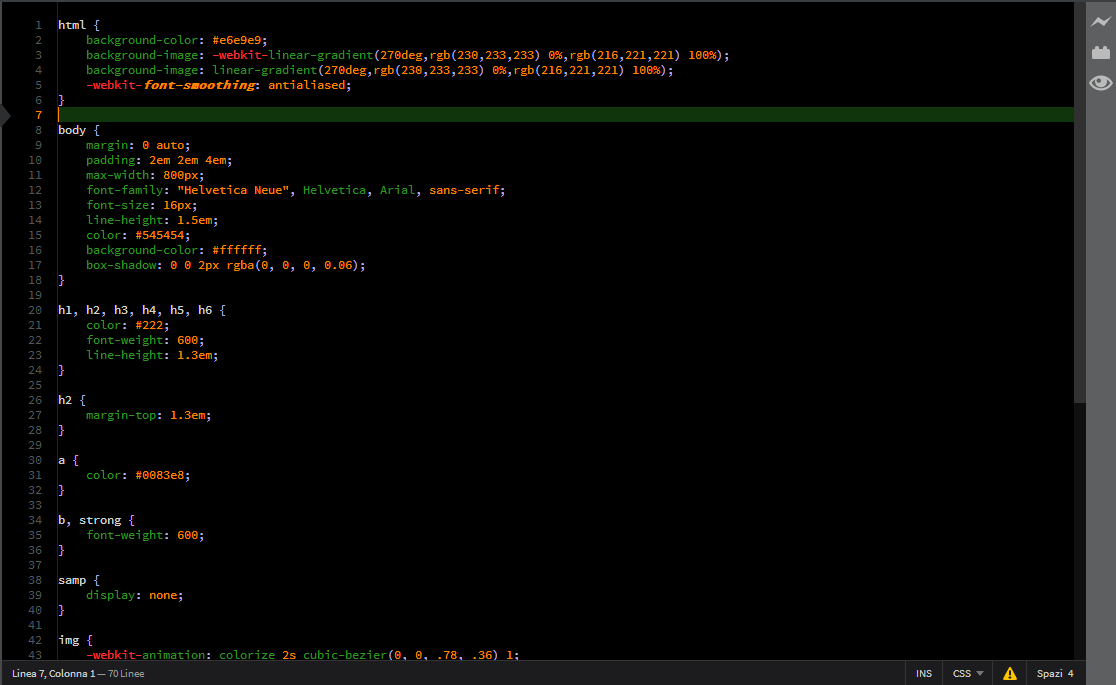 1 html {
2 background-color: #e6e9e9;
3 background-image: -webkit-linear-gradient(270deg,rgb(230,233,233) 0%,rgb(216,221,221) 100%);
4 background-image: linear-gradient(270deg,rgb(230,233,233) 0%,rgb(216,221,221) 100%);
5 -webkit-font-smoothing: antialiased;
6 }
7
8 body {
9 margin: 0 auto;
10 padding: 2em 2em 4em;
11 max-width: 800px;
12 font-family: "Helvetica Neue", Helvetica, Arial, sans-serif;
13 font-size: 16px;
14 line-height: 1.5em;
15 color: #545454;
16 background-color: #ffffff;
17 box-shadow: 0 0 2px rgba(0, 0, 0, 0.06);
18 }
19
20 h1, h2, h3, h4, h5, h6 {
21 color: #222;
22 font-weight: 600;
23 line-height: 1.3em;
24 }
25
26 h2 {
27 margin-top: 1.3em;
28 }
29
30 a {
31 color: #0083e8;
32 }
33
34 b, strong {
35 font-weight: 600;
36 }
37
38 samp {
39 display: none;
40 }
41
42 img {
43 -webkit-animation: colorize 2s cubic-bezier(0, 0, .78, .36) 1;
Linea 7, Colonna 1 — 70 Linee INS CSS Spazi 4